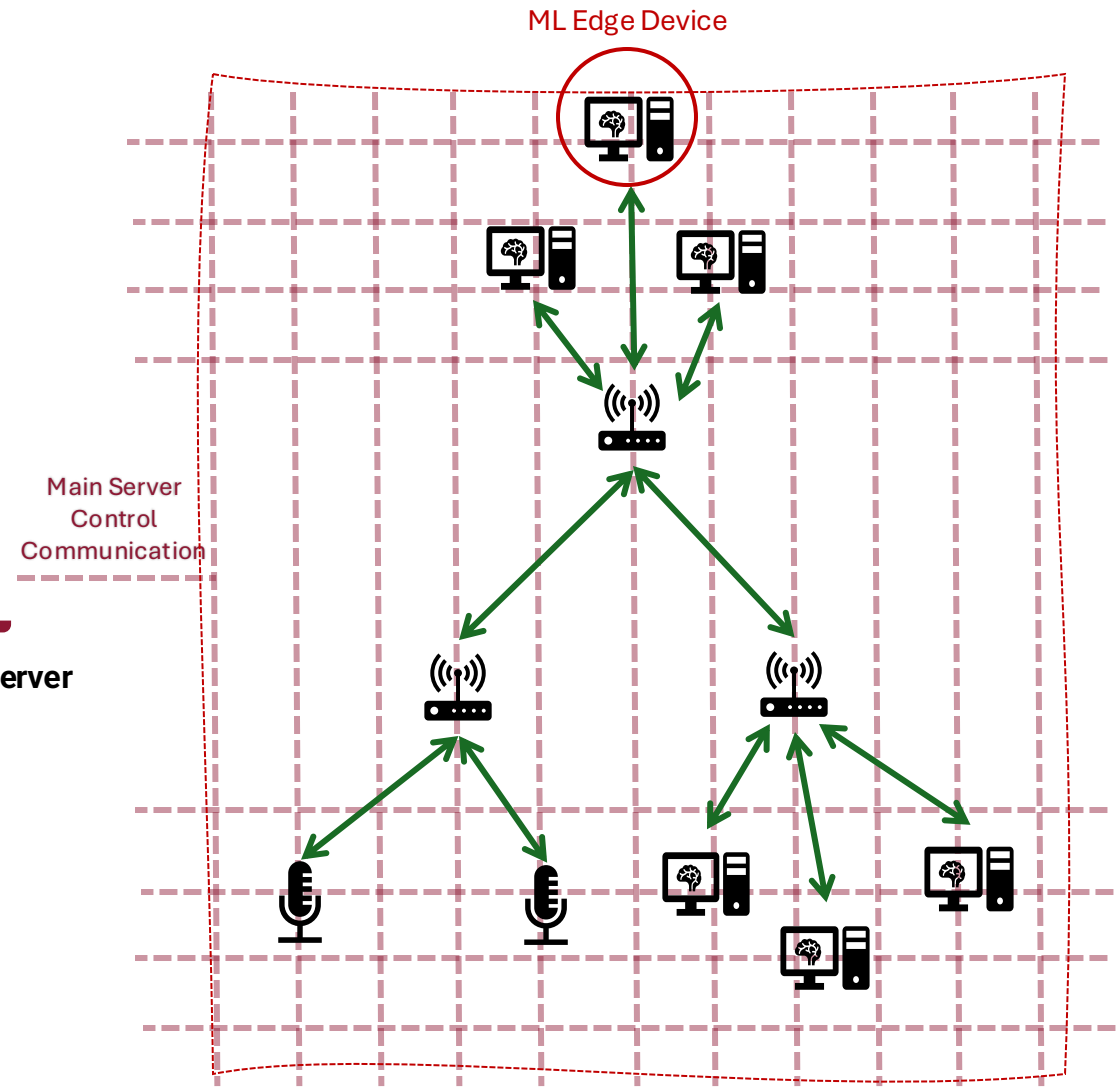 ML Edge Device
Main Server
Control
Communication
erver